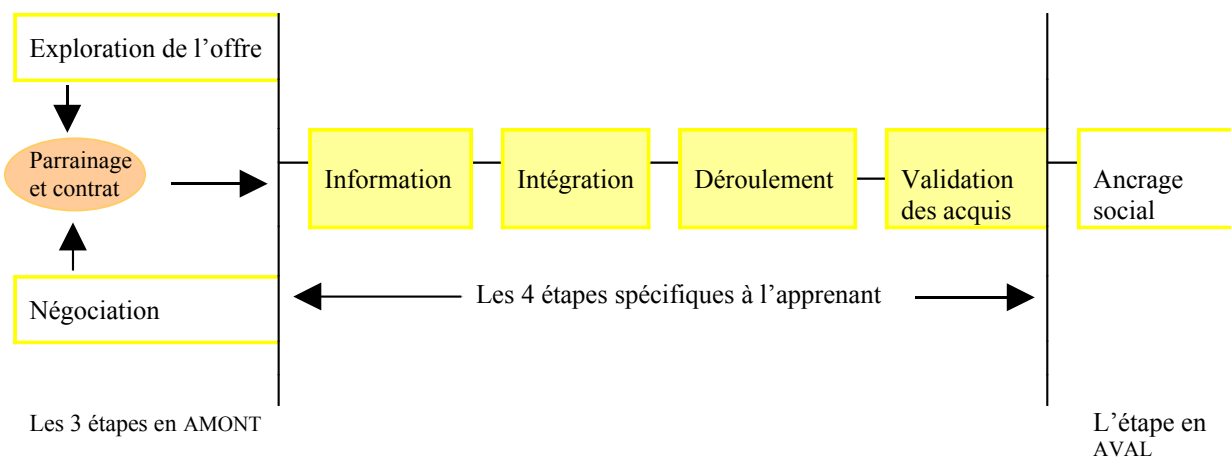 Exploration de l’offre
Parrainage
et contrat
Négociation
Information
Intégration
Déroulement
Validation
des acquis
Ancrage
social
Les 4 étapes spécifiques à l’apprenant
Les 3 étapes en AMONT
L’étape en
AVAL